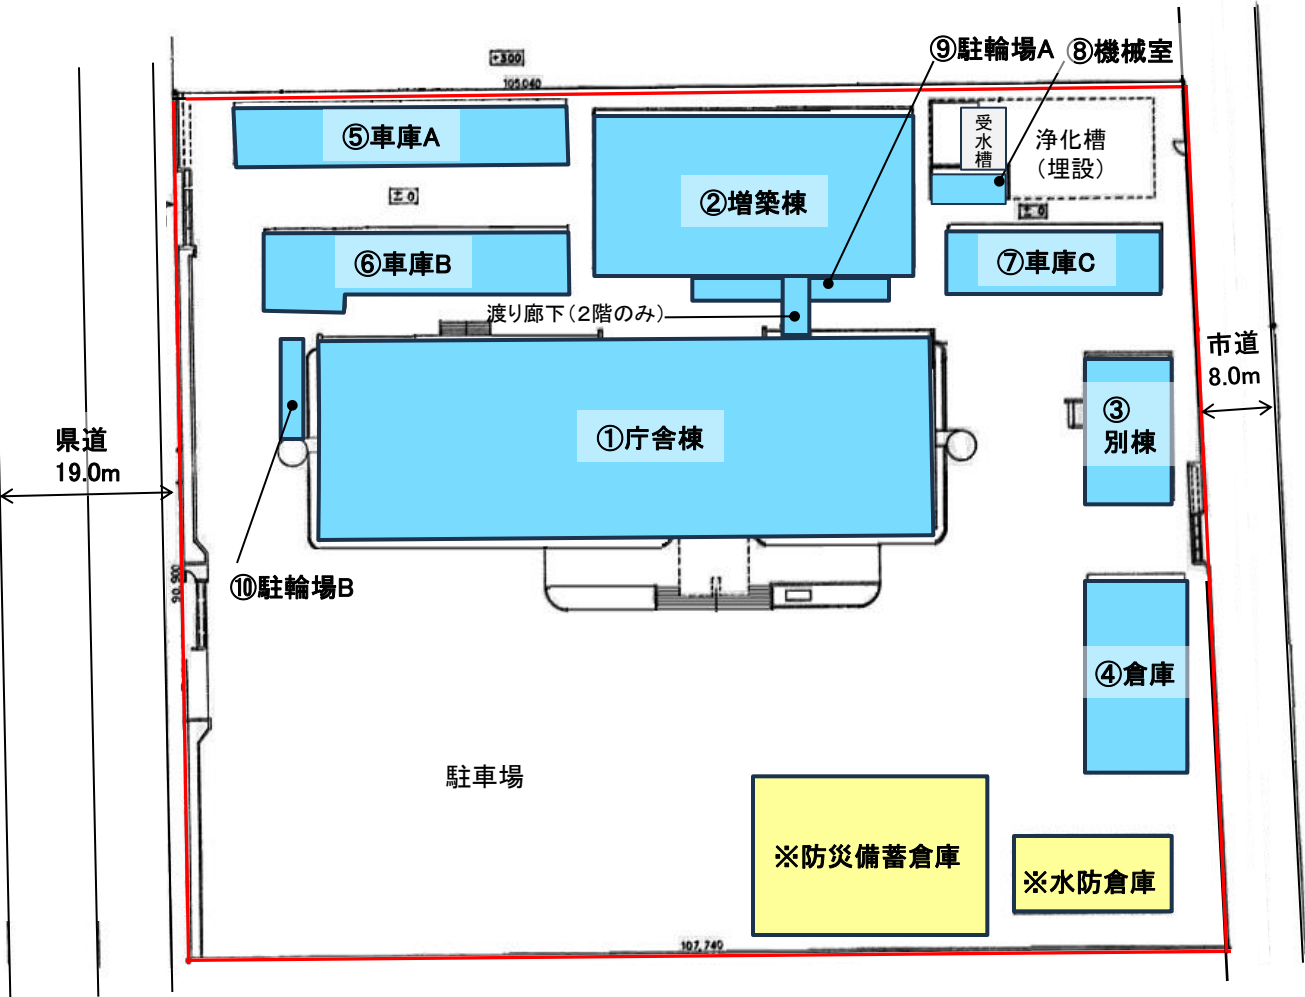 ⑨駐輪場A
⑧機械室
+300
105,040
⑤車庫A
受水槽
浄化槽
(埋設)
±0
②増築棟
±0
⑥車庫B
⑦車庫C
渡り廊下(2階のみ)
市道
8.0m
県道
19.0m
①庁舎棟
③
別棟
90,900
⑩駐輪場B
④倉庫
駐車場
※防災備蓄倉庫
※水防倉庫
107,740